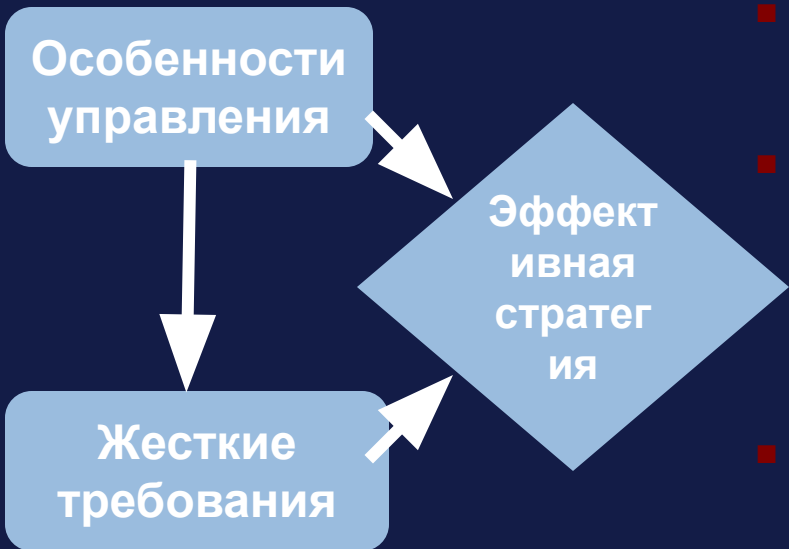 Особенности
управления
Эффект
ивная
стратег
ия
Жесткие
требования